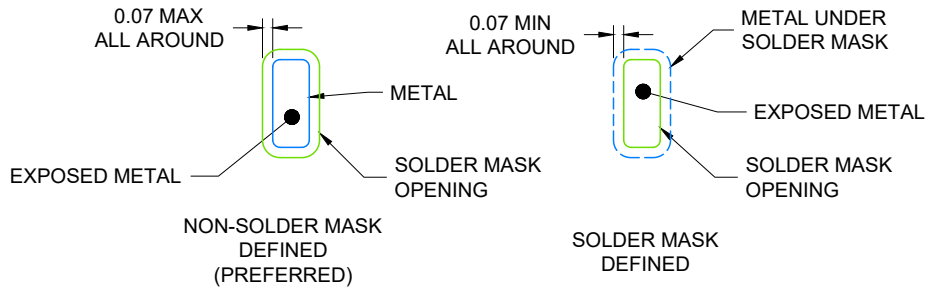 0.07 MAX
ALL AROUND
METAL
EXPOSED METAL
SOLDER MASK
OPENING
NON-SOLDER MASK
DEFINED
(PREFERRED)
0.07 MIN
ALL AROUND
METAL UNDER
SOLDER MASK
EXPOSED METAL
SOLDER MASK
OPENING
SOLDER MASK
DEFINED